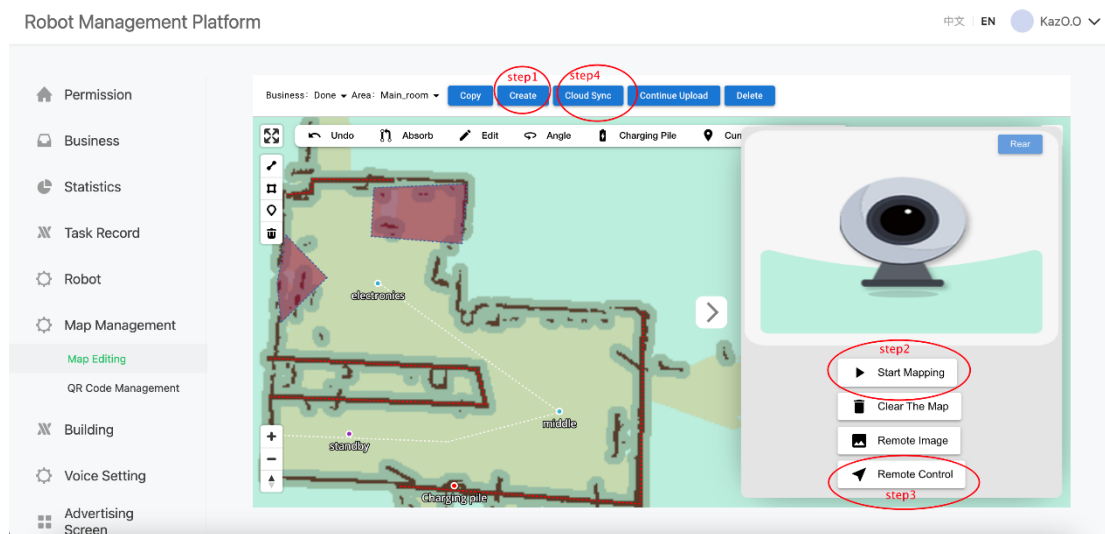 Robot Management Platform
中文 EN KazO.O
step1 step4
Business: Done Area: Main_room Copy Create Cloud Sync Continue Upload Delete
Permission
Business
Statistics
Task Record
Robot
Map Management
Map Editing
QR Code Management
Building
Voice Setting
Advertising
Screen
Undo Absorb Edit Angle Charging Pile
Rear
electronics
middle
standby
Charging pile
step2
Start Mapping
Clear The Map
Remote Image
Remote Control
step3